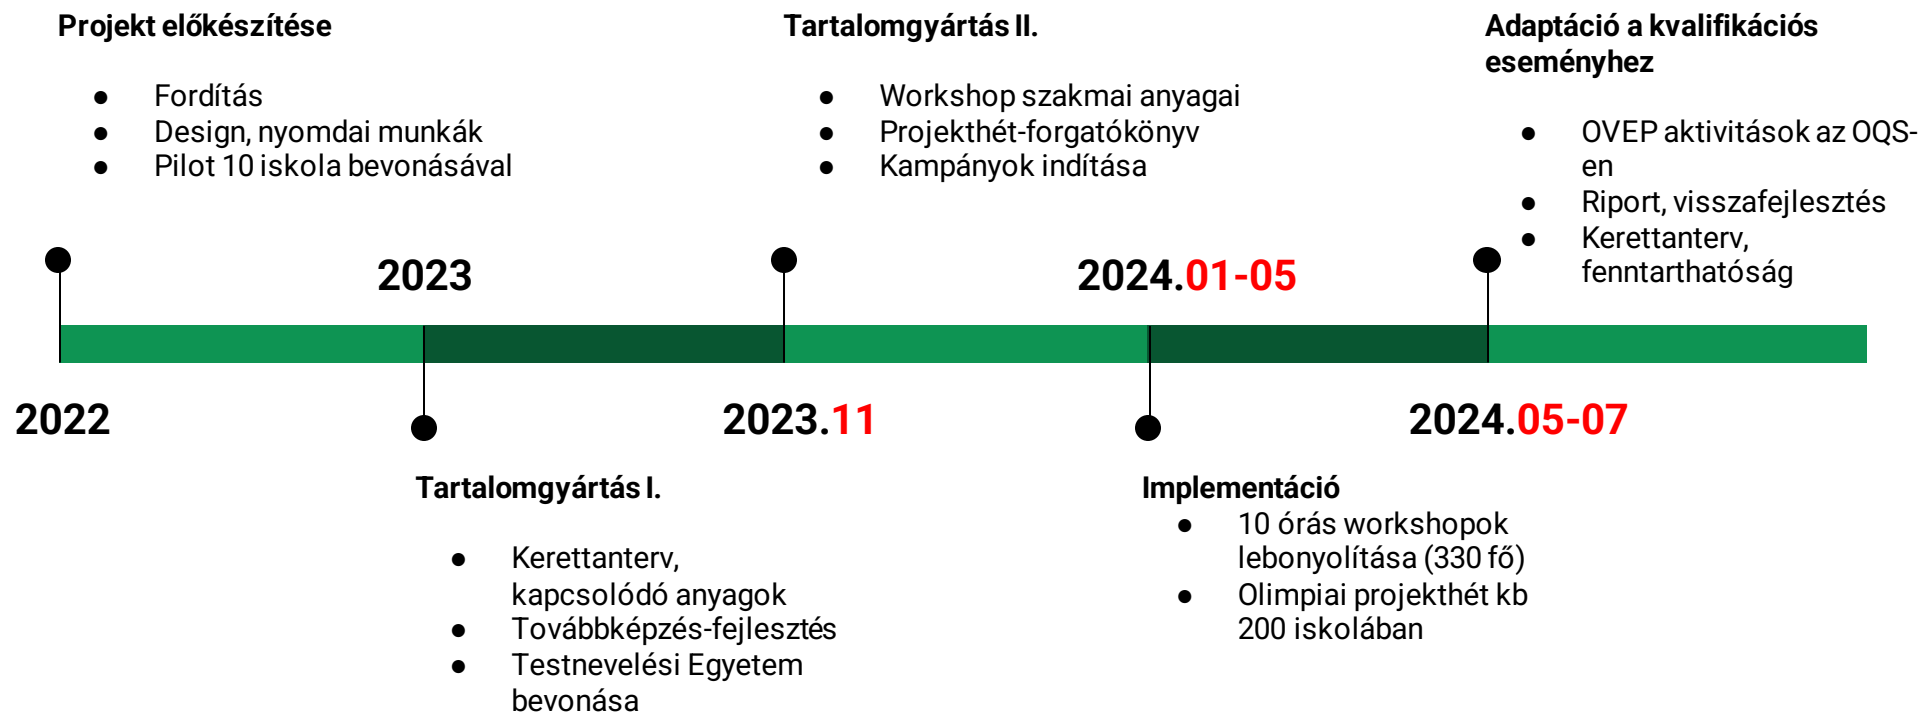 Projekt előkészítése
● Fordítás
● Design, nyomdai munkák
● Pilot 10 iskola bevonásával
2022
2023
Tartalomgyártás I.
● Kerettanterv,
kapcsolódó anyagok
● Továbbképzés-fejlesztés
● Testnevelési Egyetem
bevonása
Tartalomgyártás II.
● Workshop szakmai anyagai
● Projekthét-forgatókönyv
● Kampányok indítása
2023.11
2024.01-05
Implementáció
● 10 órás workshopok
lebonyolítása (330 fő)
● Olimpiai projekthét kb
200 iskolában
Adaptáció a kvalifikációs
eseményhez
● OVEP aktivitások az OQS-
en
● Riport, visszafejlesztés
● Kerettanterv,
fenntarthatóság
2024.05-07